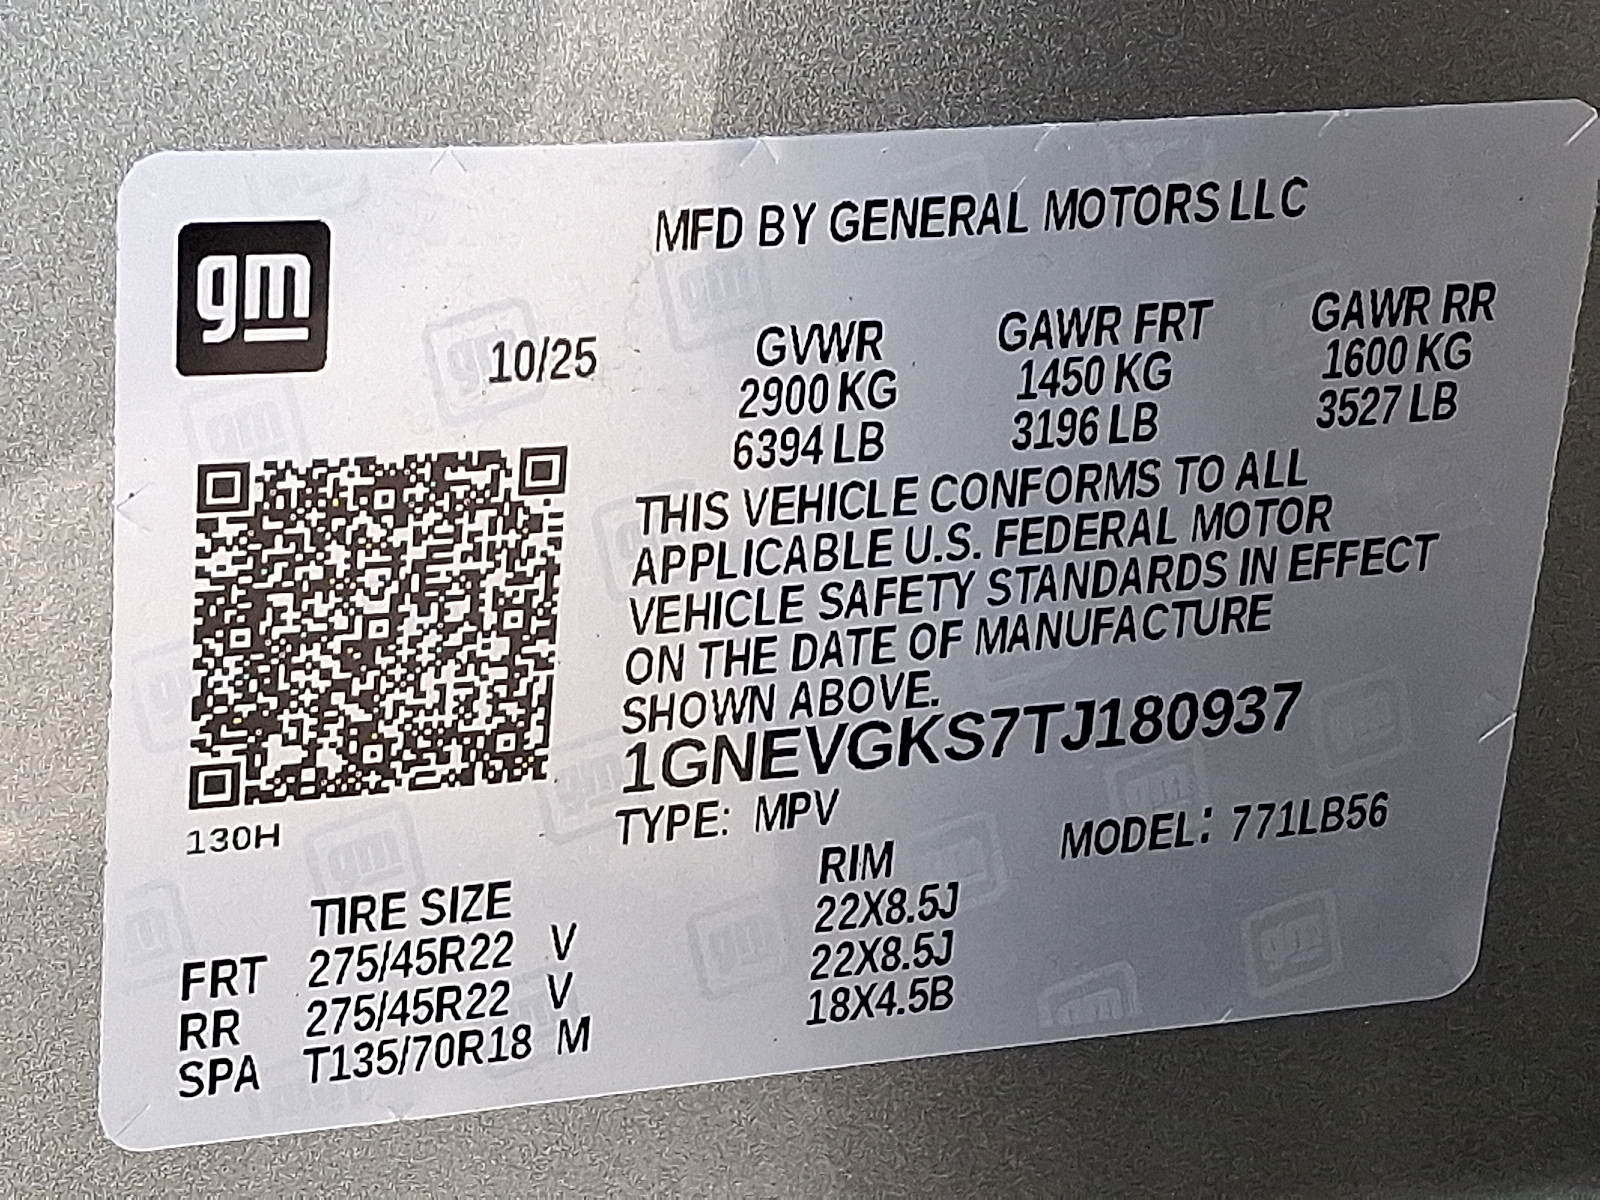 gm
MFD BY GENERAL MOTORS LLC
10/25
GVWR GAWR FRT GAWR RR
2900 KG 1450 KG 1600 KG
6394 LB 3196 LB 3527 LB
THIS VEHICLE CONFORMS TO ALL
APPLICABLE U.S. FEDERAL MOTOR
VEHICLE SAFETY STANDARDS IN EFFECT
ON THE DATE OF MANUFACTURE
SHOWN ABOVE.
1GNEVGKS7TJ180937
130H
TYPE: MPV MODEL: 771LB56
TIRE SIZE RIM
FRT 275/45R22 V 22X8.5J
RR 275/45R22 V 22X8.5J
SPA T135/70R18 M 18X4.5B